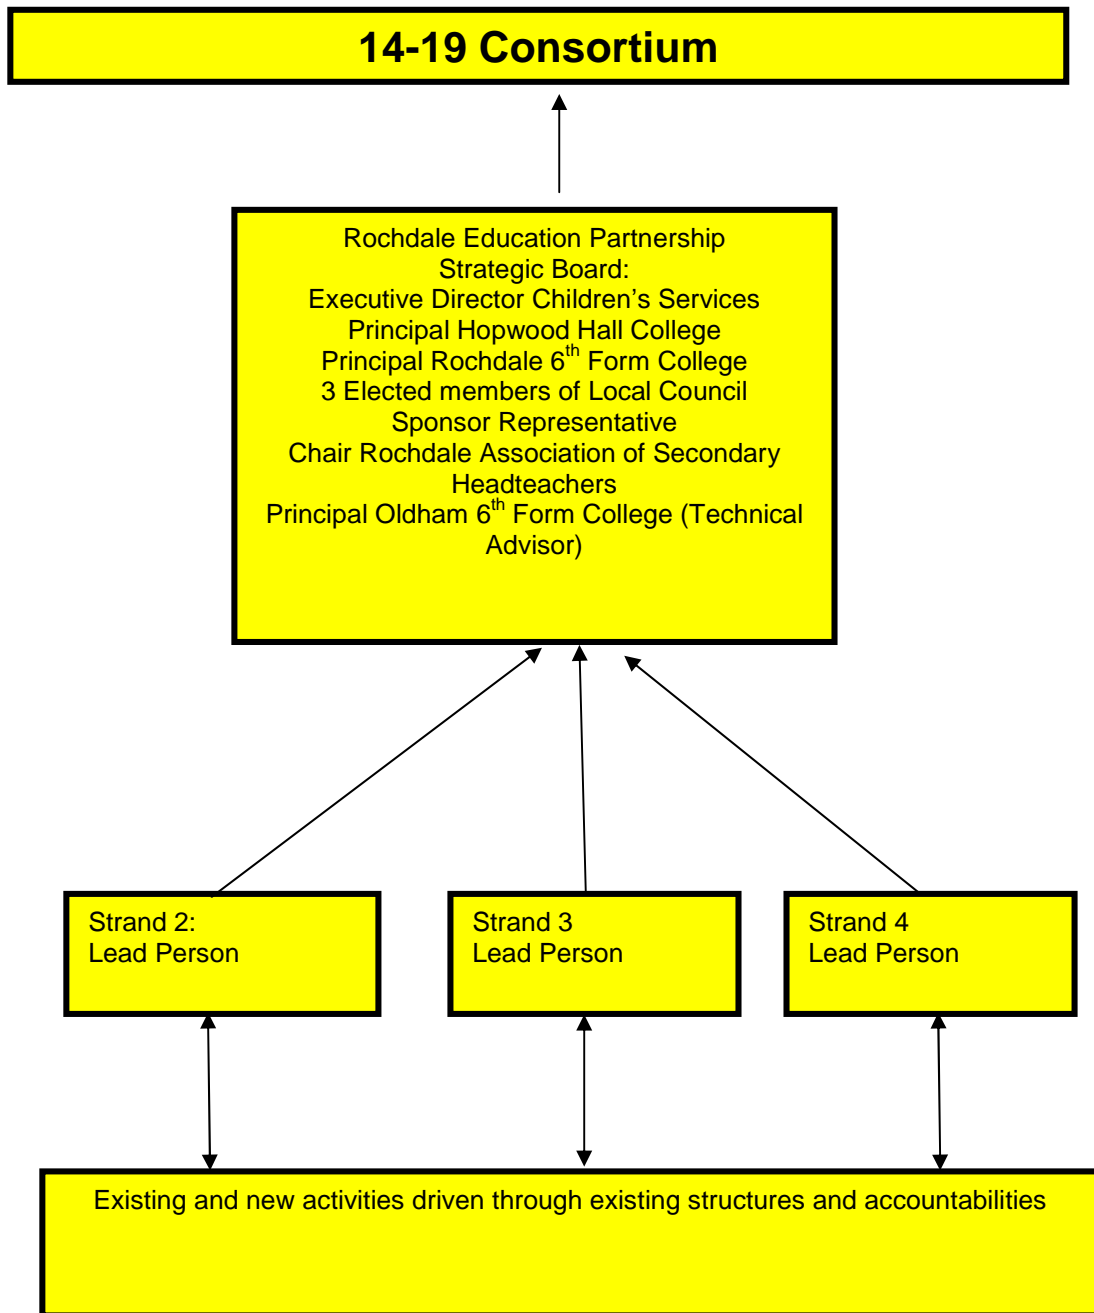 14-19 Consortium
Rochdale Education Partnership
Strategic Board:
Executive Director Children’s Services
Principal Hopwood Hall College
Principal Rochdale 6th Form College
3 Elected members of Local Council
Sponsor Representative
Chair Rochdale Association of Secondary
Headteachers
Principal Oldham 6th Form College (Technical
Advisor)
Strand 2:
Lead Person
Strand 3
Lead Person
Strand 4
Lead Person
Existing and new activities driven through existing structures and accountabilities